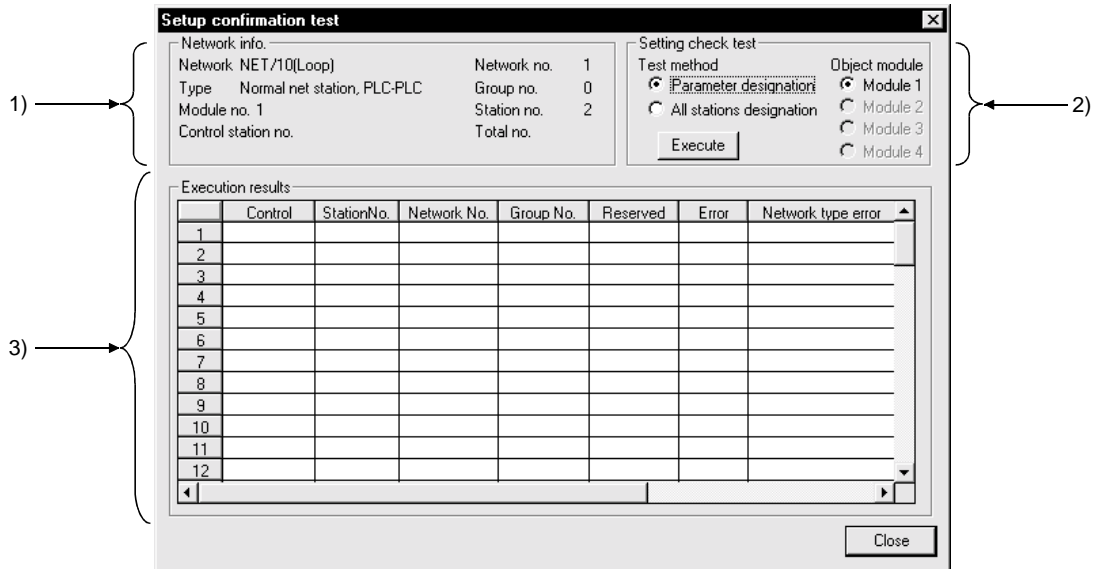 Setup confirmation test
Network info.
Network NET/10(Loop) Network no. 1
Type Normal net station, PLC-PLC Group no. 0
Module no. 1 Station no. 2
Control station no. Total no.
1)
Setting check test
Test method Object module
Parameter designation Module 1
All stations designation Module 2
Module 3
Execute Module 4
2)
Execution results
Control StationNo. Network No. Group No. Reserved Error Network type error
1
2
3
4
5
6
7
8
9
10
11
12
3)
Close